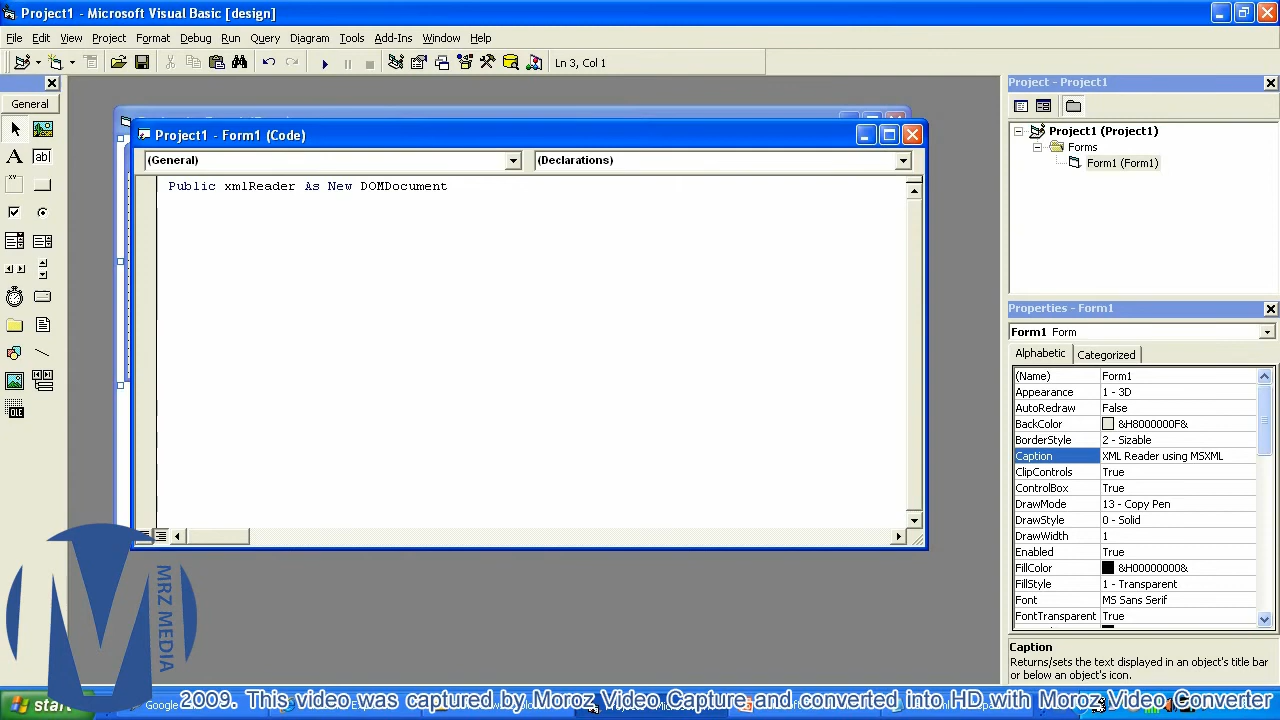 Project1 - Microsoft Visual Basic [design]
File Edit View Project Format Debug Run Query Diagram Tools Add-Ins Window Help
Ln 3, Col 1
General
A
ab|
xy
OLE
Project1 - Form1 (Code)
(General)
(Declarations)
Public xmlReader As New DOMDocument
Project - Project1
Project1 (Project1)
Forms
Form1 (Form1)
Properties - Form1
Form1 Form
Alphabetic Categorized
(Name) Form1
Appearance 1 - 3D
AutoRedraw False
BackColor &H8000000F&
BorderStyle 2 - Sizable
Caption XML Reader using MSXML
ClipControls True
ControlBox True
DrawMode 13 - Copy Pen
DrawStyle 0 - Solid
DrawWidth 1
Enabled True
FillColor &H00000000&
FillStyle 1 - Transparent
Font MS Sans Serif
FontTransparent True
Caption
Returns/sets the text displayed in an object's title bar
or below an object's icon.
MRZ MEDIA
start
Google
2009. This video was captured by Moroz Video Capture and converted into HD with Moroz Video Converter